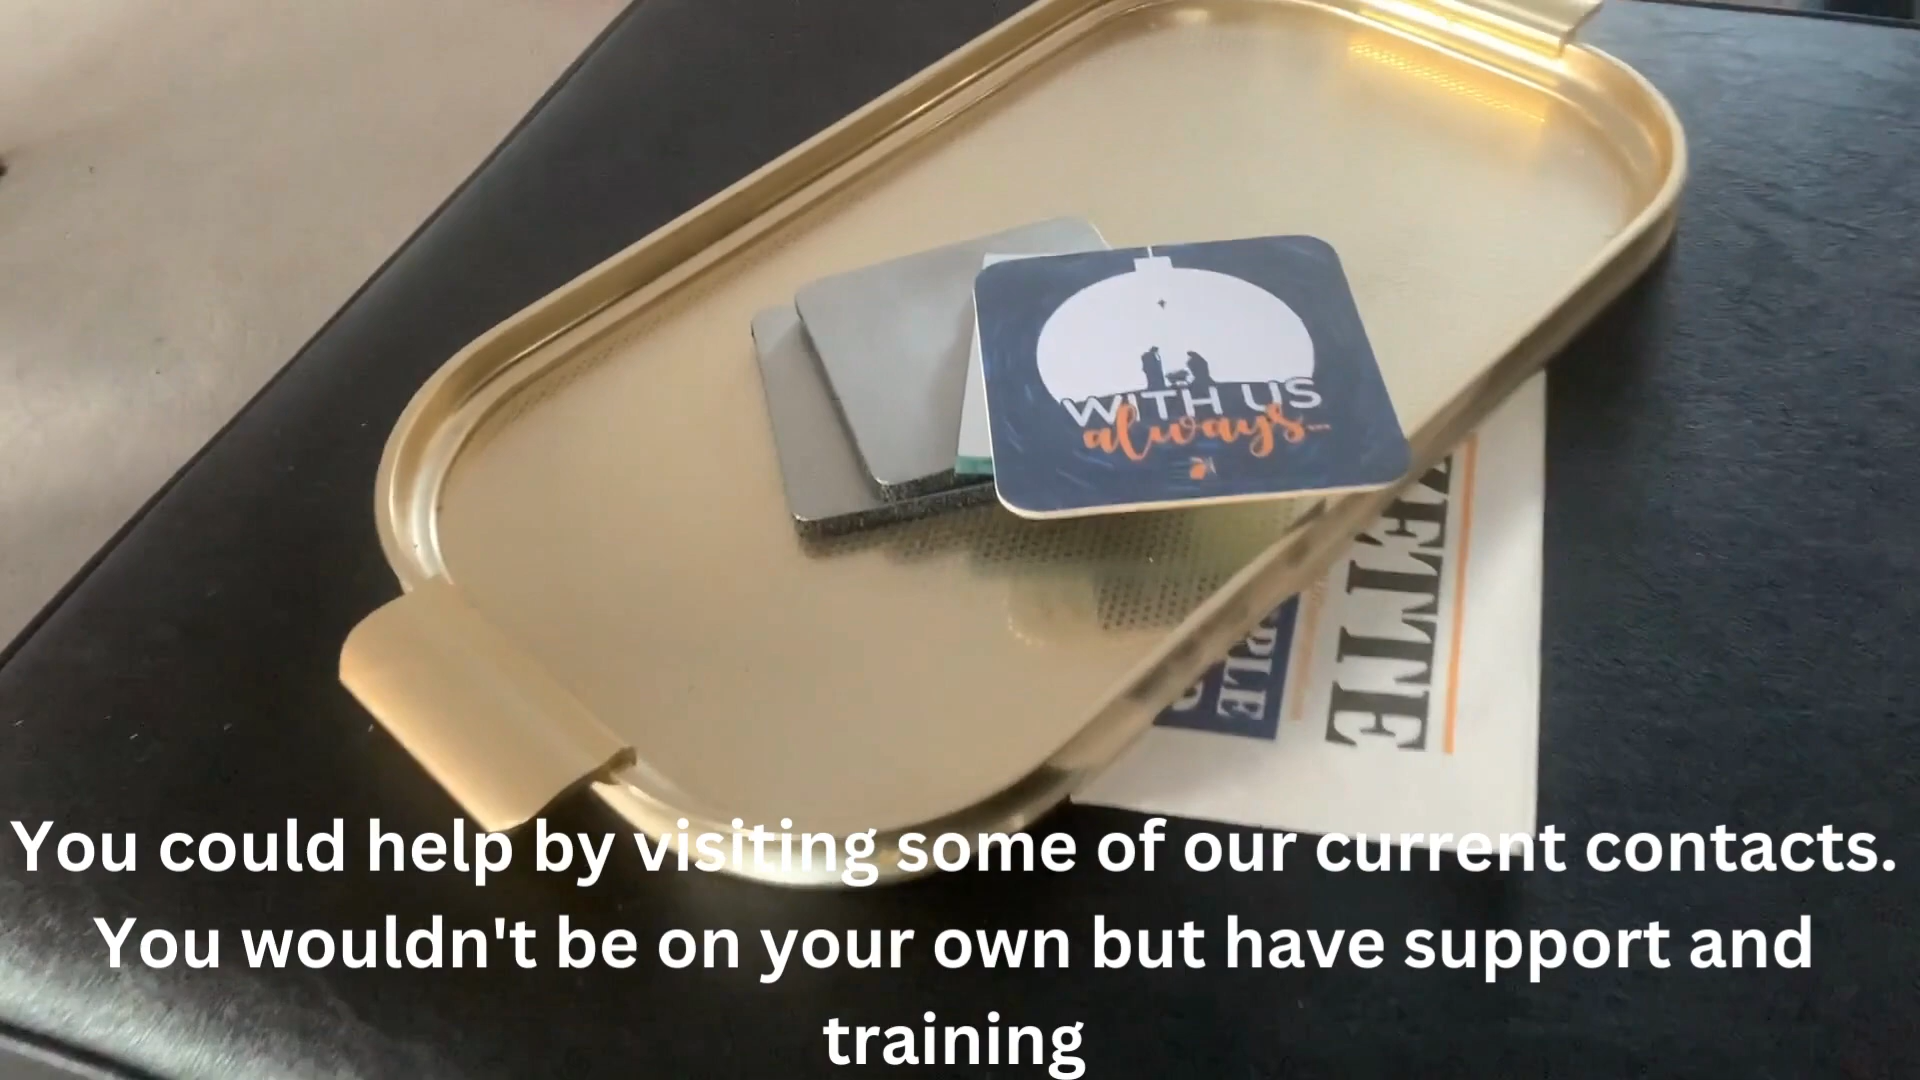 WITH US
always...
You could help by visiting some of our current contacts.
You wouldn't be on your own but have support and
training